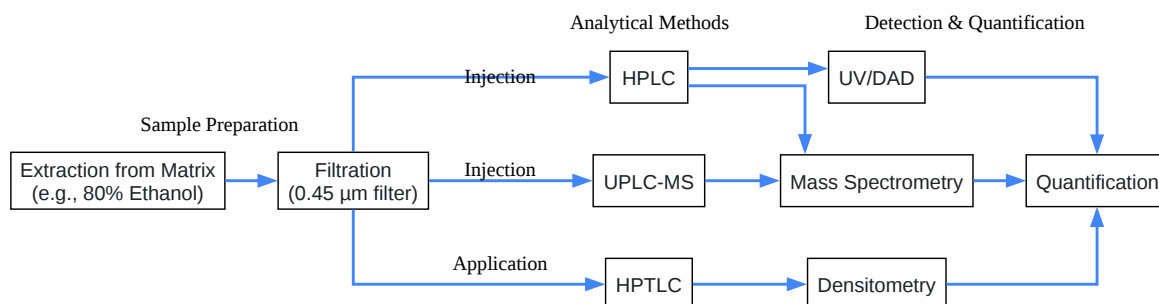 Analytical Methods
Detection & Quantification
Injection
HPLC
UV/DAD
Sample Preparation
Extraction from Matrix
(e.g., 80% Ethanol)
Filtration
(0.45 µm filter)
Injection
UPLC-MS
Mass Spectrometry
Quantification
Application
HPTLC
Densitometry